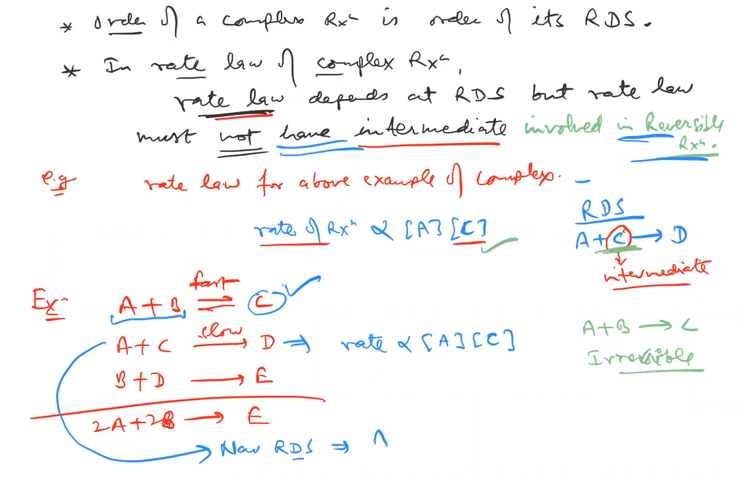 * Order of a complex Rxⁿ is order of its RDS.
* In rate law of complex Rxⁿ,
rate law depends at RDS but rate law
must not have intermediate involved in Reversible
Rxⁿ.
e.g rate law for above example of complex.
rate of Rxⁿ ∝ [A][C]
RDS
A + C → D
intermediate
Ex- A + B ⇌ C
fast
A + C → D ⇒ rate ∝ [A][C]
slow
B + D → E
2A + 2B → E
Now RDS ⇒ A
A + B → C
Irreversible